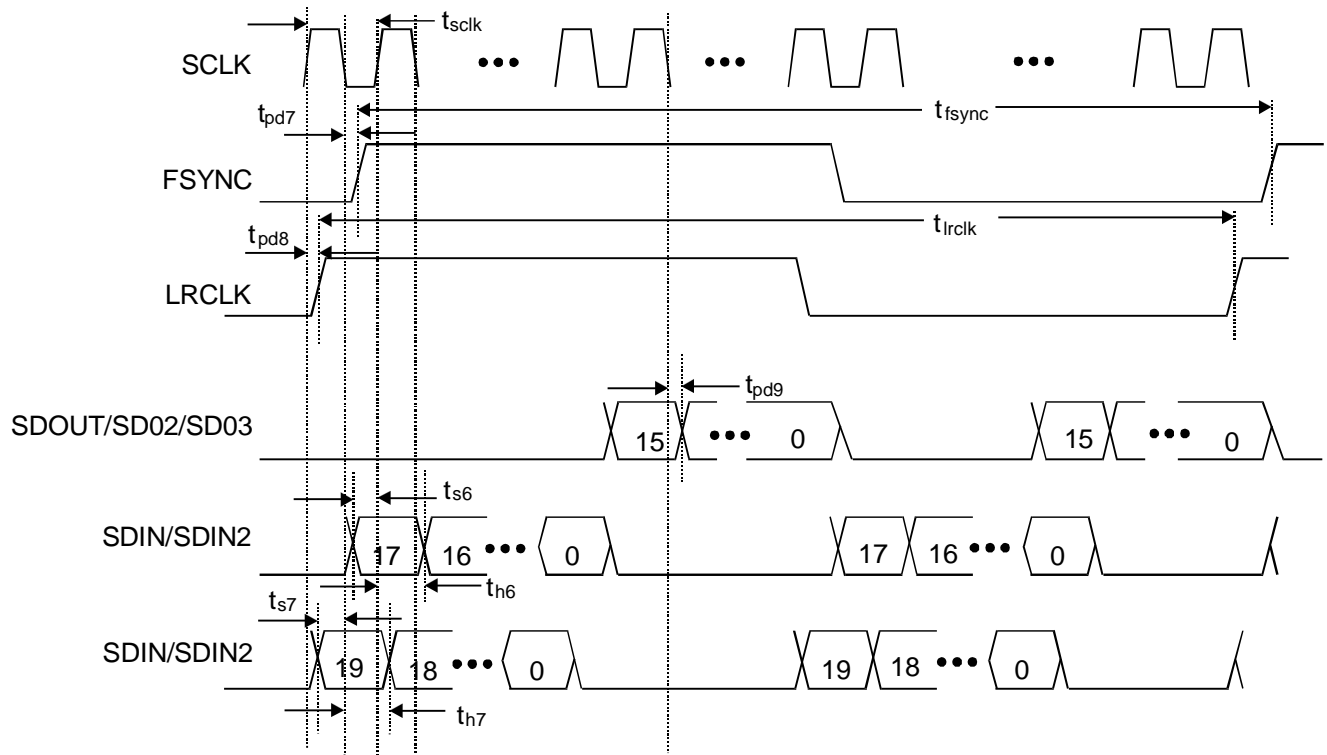 tsclk
SCLK
tpd7
tfsync
FSYNC
tpd8
tlrclk
LRCLK
tpd9
SDOUT/SD02/SD03
15 0 15 0
ts6
SDIN/SDIN2
17 16 0 17 16 0
th6
ts7
SDIN/SDIN2
19 18 0 19 18 0
th7